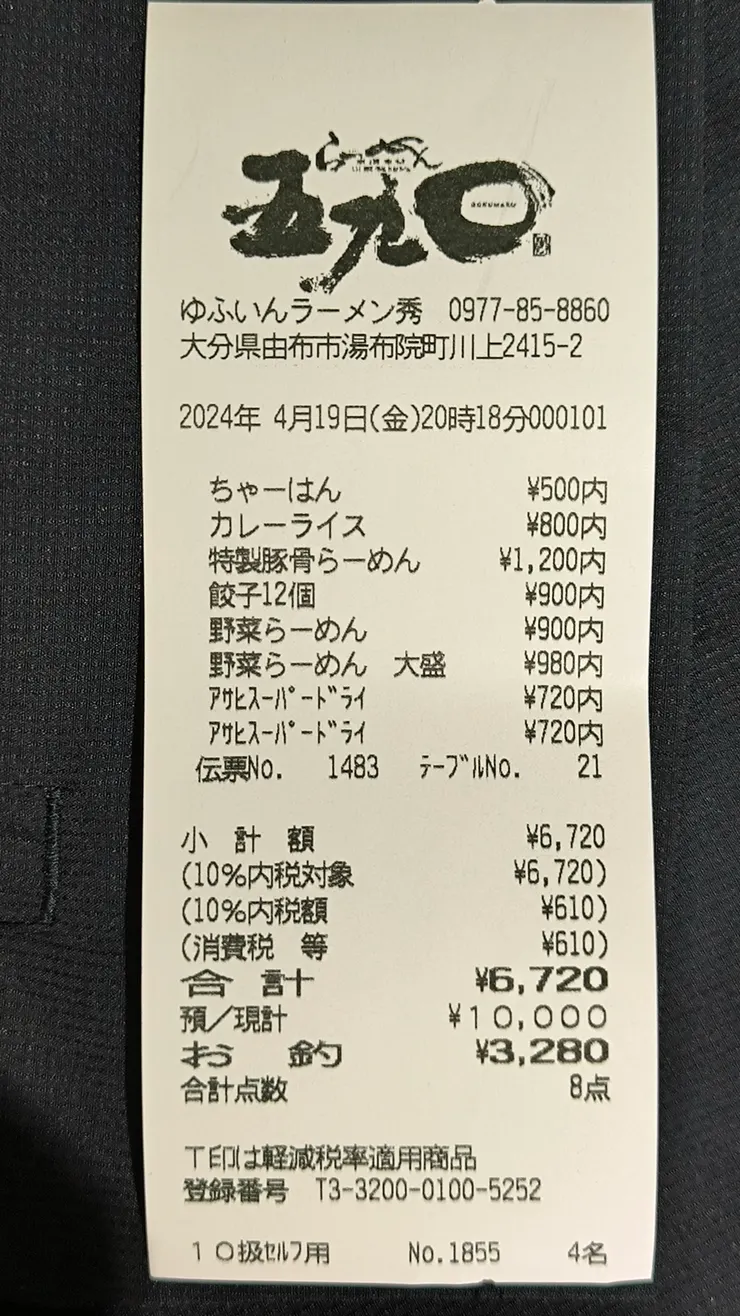 らーめん
五九〇
GOKUMARU
ゆふいんラーメン秀 0977-85-8860
大分県由布市湯布院町川上2415-2
2024年 4月19日(金)20時18分000101
ちゃーはん ¥500内
カレーライス ¥800内
特製豚骨らーめん ¥1,200内
餃子12個 ¥900内
野菜らーめん ¥900内
野菜らーめん 大盛 ¥980内
アサヒスーパードライ ¥720内
アサヒスーパードライ ¥720内
伝票No. 1483 テーブルNo. 21
小 計 額 ¥6,720
(10%内税対象 ¥6,720)
(10%内税額 ¥610)
(消費税 等 ¥610)
合 計 ¥6,720
預/現計 ¥10,000
お 釣 ¥3,280
合計点数 8点
T印は軽減税率適用商品
登録番号 T3-3200-0100-5252
10扱セルフ用 No.1855 4名